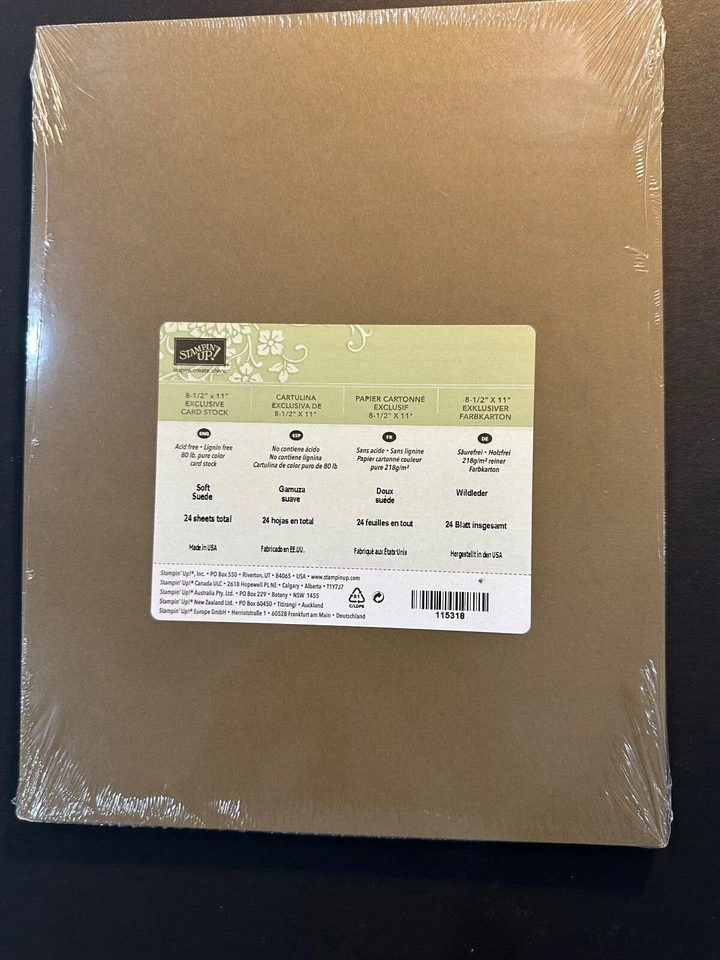 STAMPIN' UP!
inspire. create. share.
8-1/2" x 11"
EXCLUSIVE
CARD STOCK
CARTULINA
EXCLUSIVA DE
8-1/2" X 11"
PAPIER CARTONNÉ
EXCLUSIF
8-1/2" X 11"
8-1/2" X 11"
EXKLUSIVER
FARBKARTON
ENG
Acid free • Lignin free
80 lb. pure color
card stock
ESP
No contiene ácido
No contiene lignina
Cartulina de color puro de 80 lb
FR
Sans acide • Sans lignine
Papier cartonné couleur
pure 218g/m²
DE
Säurefrei • Holzfrei
218g/m² reiner
Farbkarton
Soft
Suede
Gamuza
suave
Doux
suède
Wildleder
24 sheets total
24 hojas en total
24 feuilles en tout
24 Blatt insgesamt
Made in USA
Fabricado en EE.UU.
Fabriqué aux États Unis
Hergestellt in den USA
Stampin' Up!®, Inc. • PO Box 550 • Riverton, UT • 84065 • USA • www.stampinup.com
Stampin' Up!® Canada ULC • 2618 Hopewell PL NE • Calgary • Alberta • T1Y7J7
Stampin' Up!® Australia Pty. Ltd. • PO Box 229 • Botany • NSW 1455
Stampin' Up!® New Zealand Ltd. • PO Box 60450 • Titirangi • Auckland
Stampin' Up!® Europe GmbH • Herriotstraße 1 • 60528 Frankfurt am Main • Deutschland
81
C/LDPE
115318